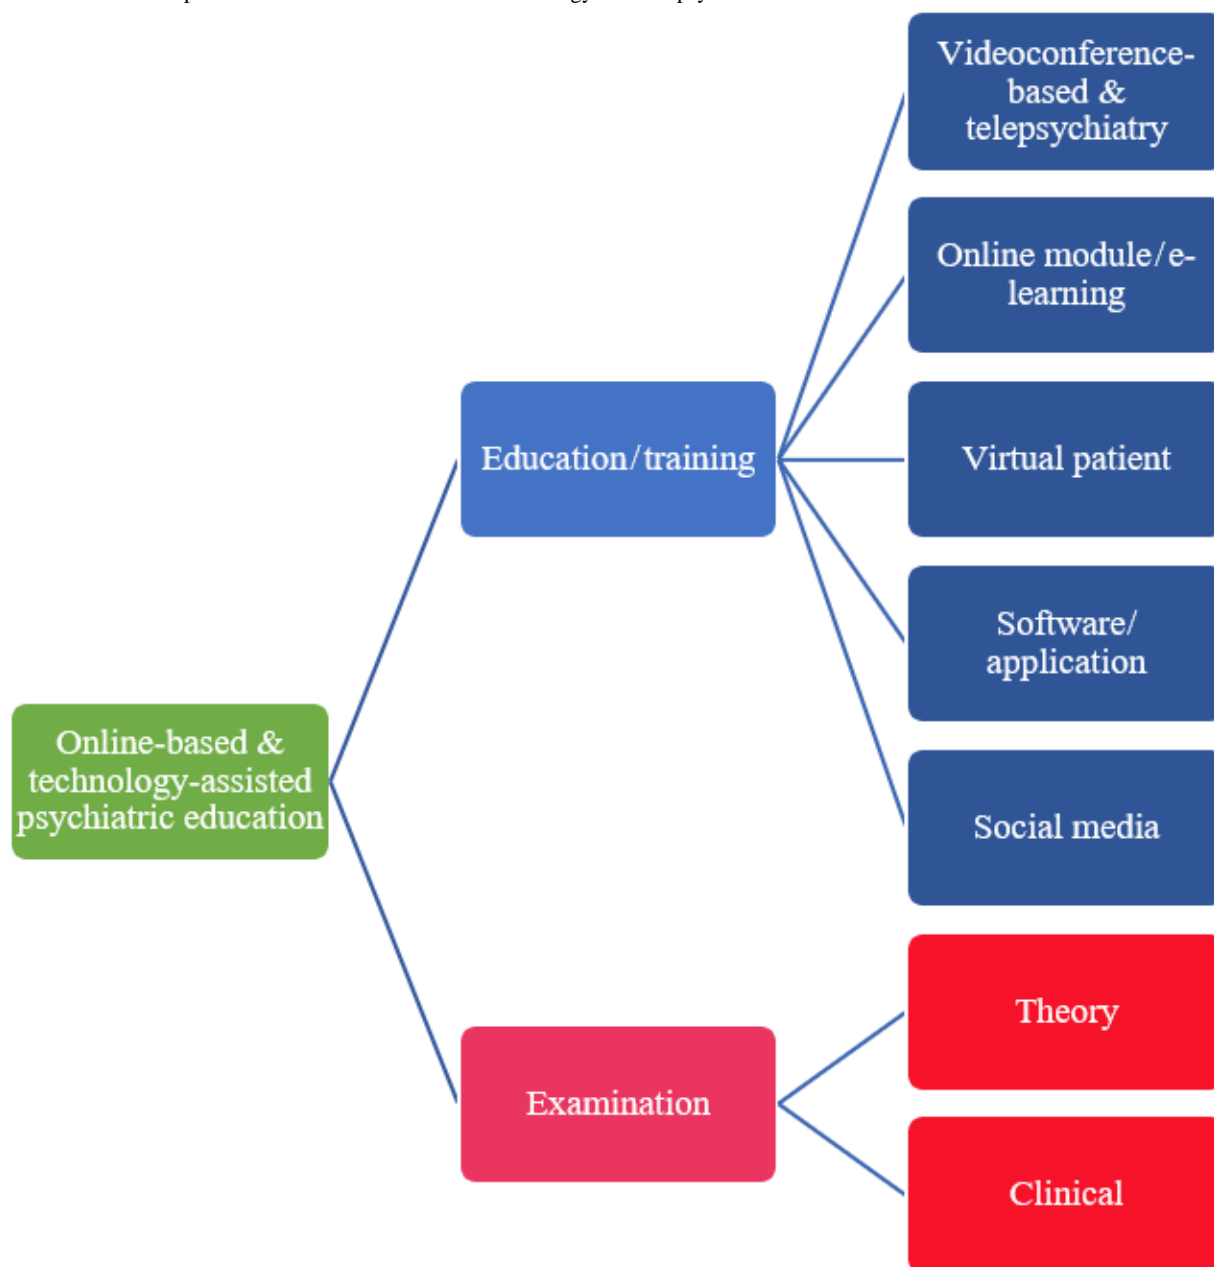 Videoconference-
based &
telepsychiatry
Online module/e-
learning
Education/training
Virtual patient
Software/
application
Online-based &
technology-assisted
psychiatric education
Social media
Theory
Examination
Clinical